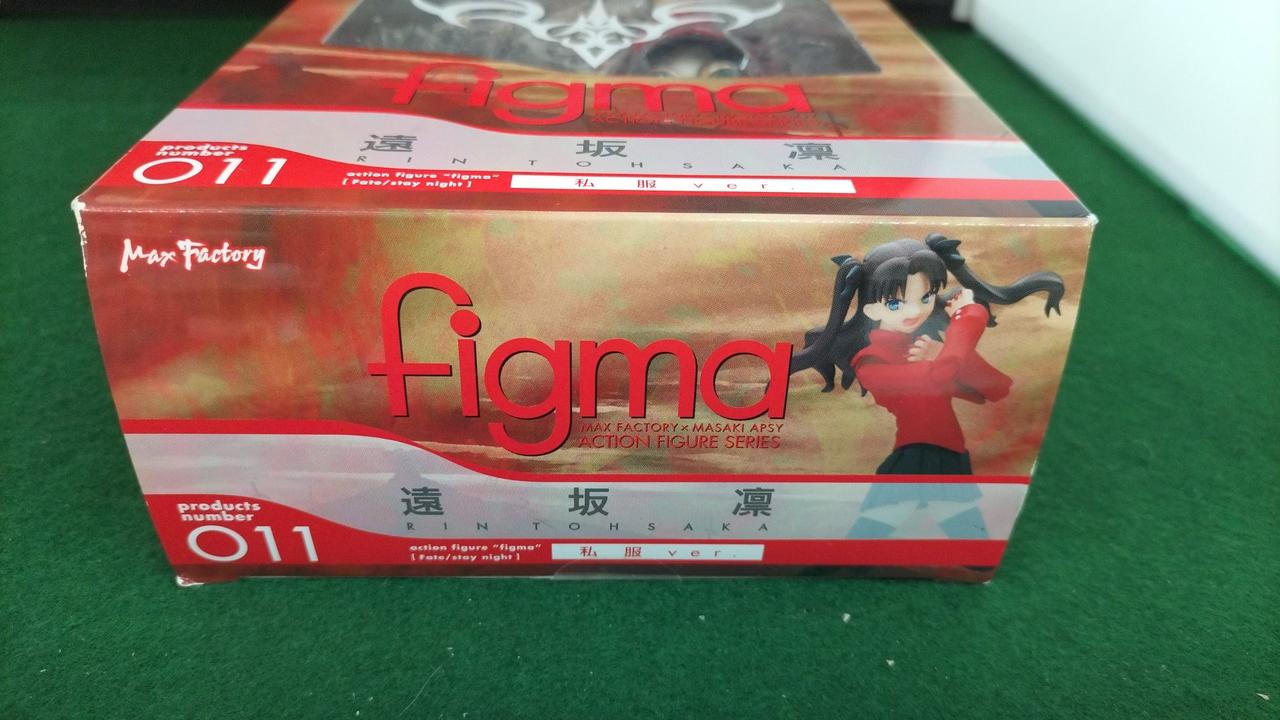 figma
products
number
011
遠坂凛
RIN TOHSAKA
action figure "figma"
[Fate/stay night]
私服 ver.
Max Factory
figma
MAX FACTORY×MASAKI APSY
ACTION FIGURE SERIES
products
number
011
遠坂凛
RIN TOHSAKA
action figure "figma"
[Fate/stay night]
私服 ver.